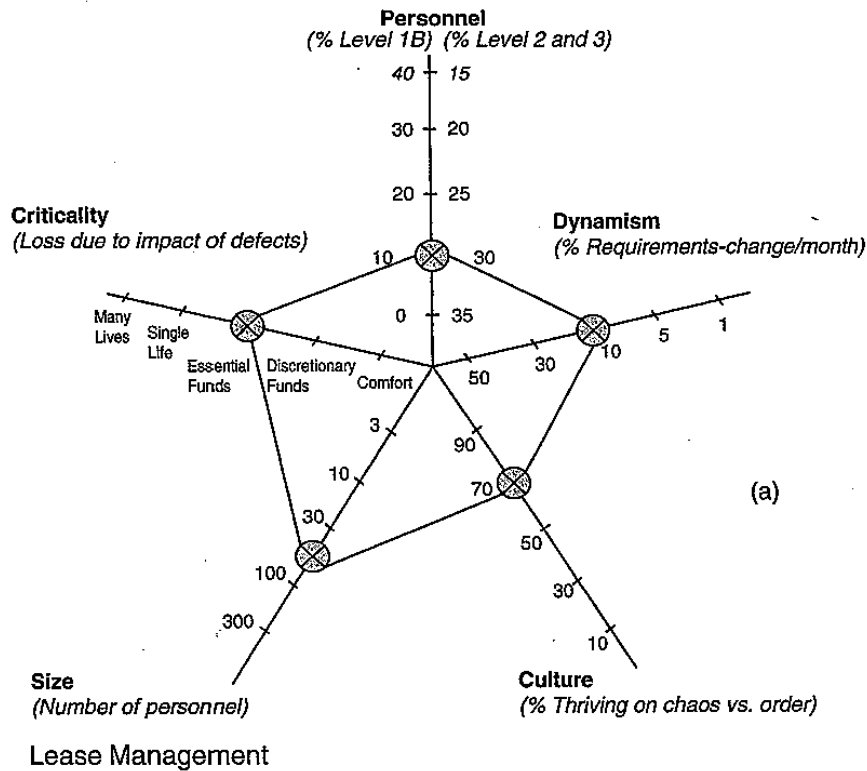 Personnel
(% Level 1B) (% Level 2 and 3)
40 15
30 20
20 25
10 30
0 35
Criticality
(Loss due to impact of defects)
Many
Lives
Single
Life
Essential
Funds
Discretionary
Funds
Comfort
Dynamism
(% Requirements-change/month)
50
30
10
5
1
3
10
30
100
300
90
70
50
30
10
(a)
Size
(Number of personnel)
Culture
(% Thriving on chaos vs. order)
Lease Management